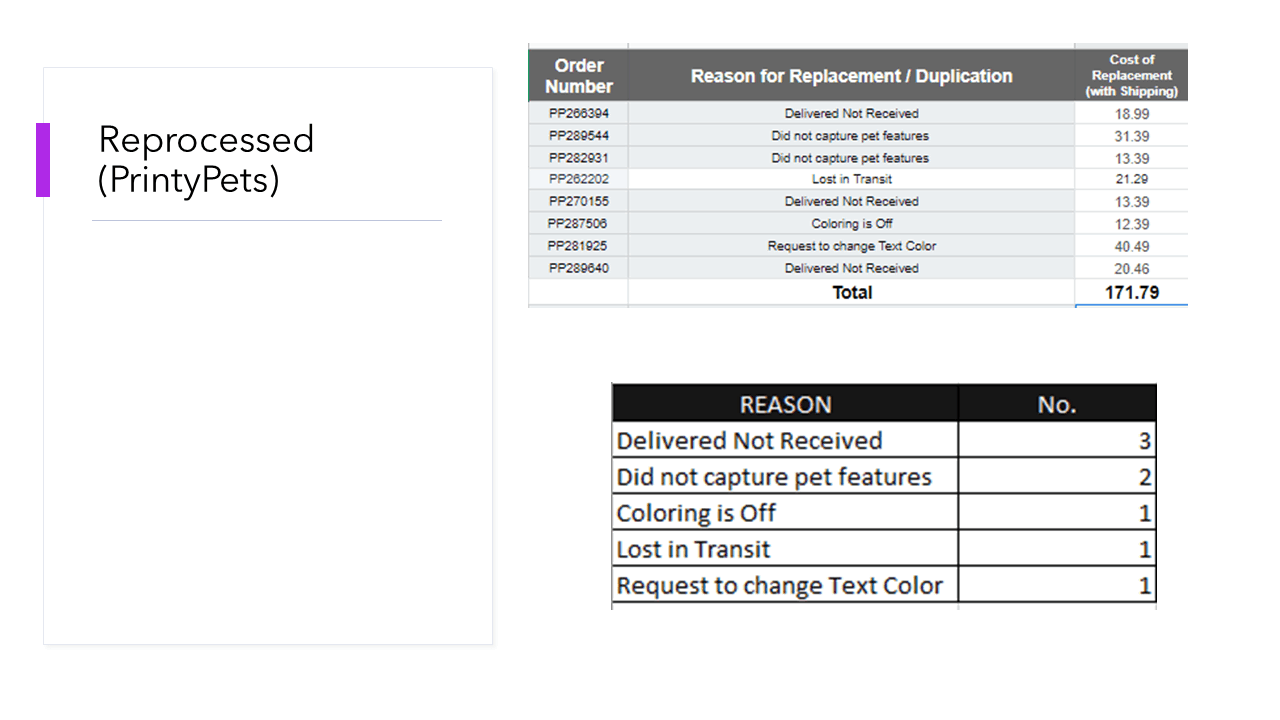 Reprocessed
(PrintyPets)
Order Number Reason for Replacement / Duplication Cost of Replacement (with Shipping)
PP266394 Delivered Not Received 18.99
PP289544 Did not capture pet features 31.39
PP282931 Did not capture pet features 13.39
PP262202 Lost in Transit 21.29
PP270155 Delivered Not Received 13.39
PP287506 Coloring is Off 12.39
PP281925 Request to change Text Color 40.49
PP289640 Delivered Not Received 20.46
Total 171.79
REASON No.
Delivered Not Received 3
Did not capture pet features 2
Coloring is Off 1
Lost in Transit 1
Request to change Text Color 1